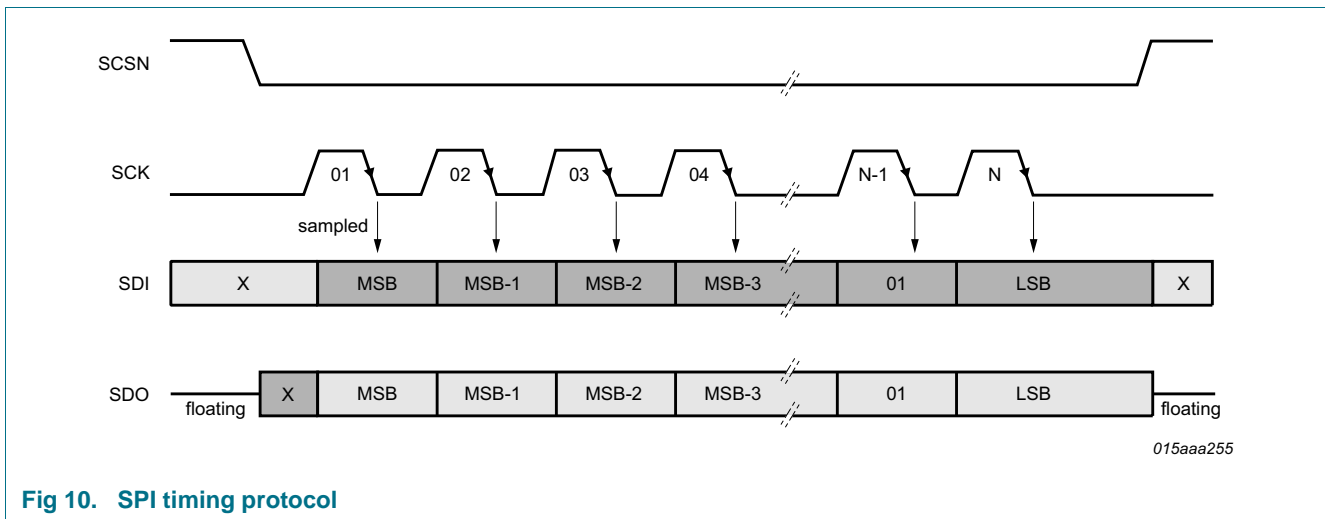 SCSN
SCK
01 02 03 04 N-1 N
sampled
SDI
X MSB MSB-1 MSB-2 MSB-3 01 LSB X
SDO
X MSB MSB-1 MSB-2 MSB-3 01 LSB
floating floating
015aaa255
Fig 10. SPI timing protocol